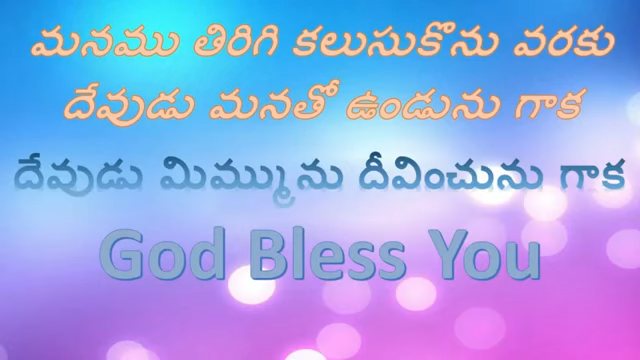 మనము తిరిగి కలుసుకొను వరకు
దేవుడు మనతో ఉండును గాక
దేవుడు మిమ్మును దీవించును గాక
God Bless You